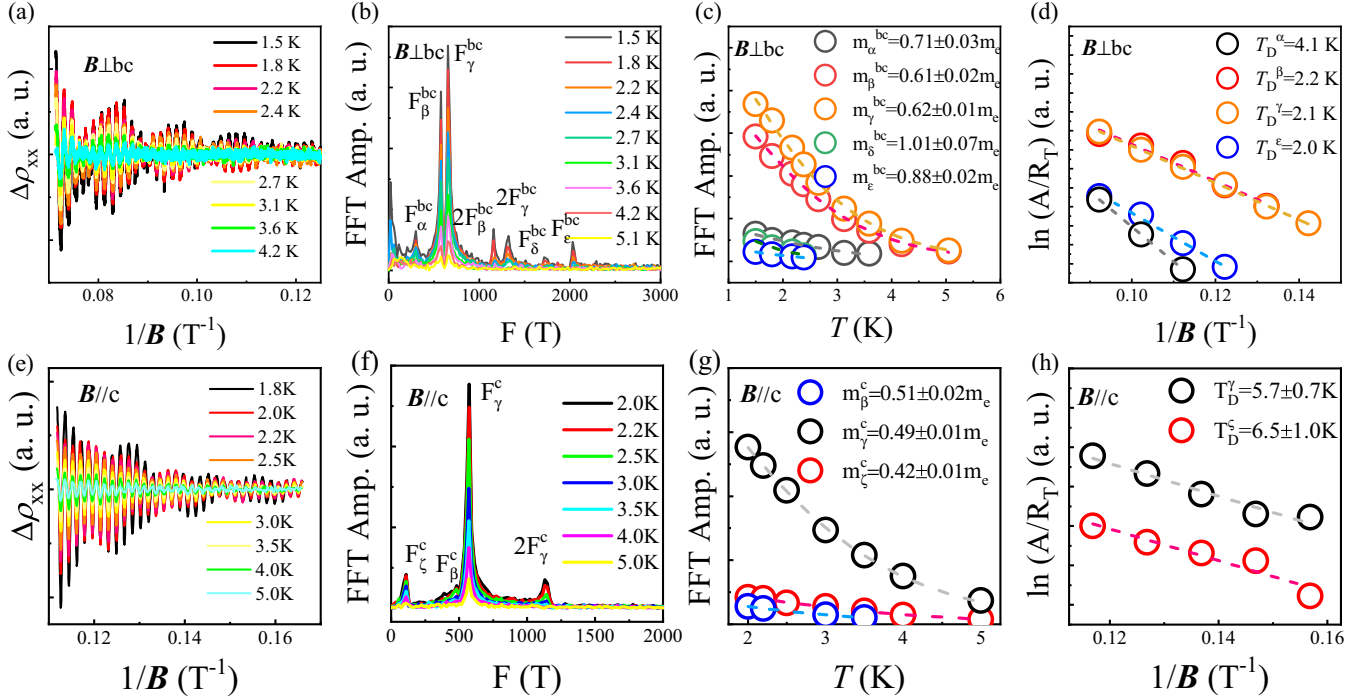 (a)
B⊥bc
1.5 K
1.8 K
2.2 K
2.4 K
2.7 K
3.1 K
3.6 K
4.2 K
Δρxx (a. u.)
0.08 0.10 0.12
1/B (T-1)
(b)
B⊥bc
Fγbc
Fβbc
Fαbc
2Fβbc
2Fγbc
Fδbc
Fεbc
1.5 K
1.8 K
2.2 K
2.4 K
2.7 K
3.1 K
3.6 K
4.2 K
5.1 K
FFT Amp. (a. u.)
0 1000 2000 3000
F (T)
(c)
B⊥bc
mαbc=0.71±0.03me
mβbc=0.61±0.02me
mγbc=0.62±0.01me
mδbc=1.01±0.07me
mεbc=0.88±0.02me
FFT Amp. (a. u.)
1 2 3 4 5 6
T (K)
(d)
B⊥bc
TDα=4.1 K
TDβ=2.2 K
TDγ=2.1 K
TDε=2.0 K
ln (A/RT) (a. u.)
0.10 0.12 0.14
1/B (T-1)
(e)
B//c
1.8K
2.0K
2.2K
2.5K
3.0K
3.5K
4.0K
5.0K
Δρxx (a. u.)
0.12 0.14 0.16
1/B (T-1)
(f)
Fγc
Fζc
Fβc
2Fγc
2.0K
2.2K
2.5K
3.0K
3.5K
4.0K
5.0K
FFT Amp. (a. u.)
0 500 1000 1500 2000
F (T)
(g)
B//c
mβc=0.51±0.02me
mγc=0.49±0.01me
mζc=0.42±0.01me
FFT Amp. (a. u.)
2 3 4 5
T (K)
(h)
B//c
TDγ=5.7±0.7K
TDς=6.5±1.0K
ln (A/RT) (a. u.)
0.12 0.14 0.16
1/B (T-1)